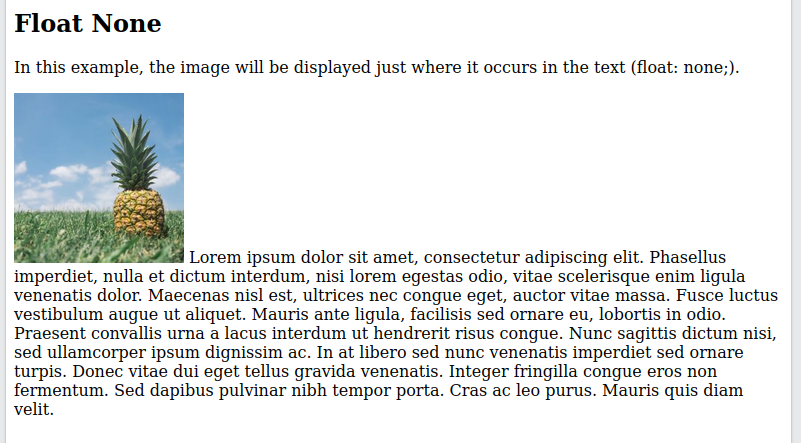 Float None
In this example, the image will be displayed just where it occurs in the text (float: none;).
Lorem ipsum dolor sit amet, consectetur adipiscing elit. Phasellus
imperdiet, nulla et dictum interdum, nisi lorem egestas odio, vitae scelerisque enim ligula
venenatis dolor. Maecenas nisl est, ultrices nec congue eget, auctor vitae massa. Fusce luctus
vestibulum augue ut aliquet. Mauris ante ligula, facilisis sed ornare eu, lobortis in odio.
Praesent convallis urna a lacus interdum ut hendrerit risus congue. Nunc sagittis dictum nisi,
sed ullamcorper ipsum dignissim ac. In at libero sed nunc venenatis imperdiet sed ornare
turpis. Donec vitae dui eget tellus gravida venenatis. Integer fringilla congue eros non
fermentum. Sed dapibus pulvinar nibh tempor porta. Cras ac leo purus. Mauris quis diam
velit.